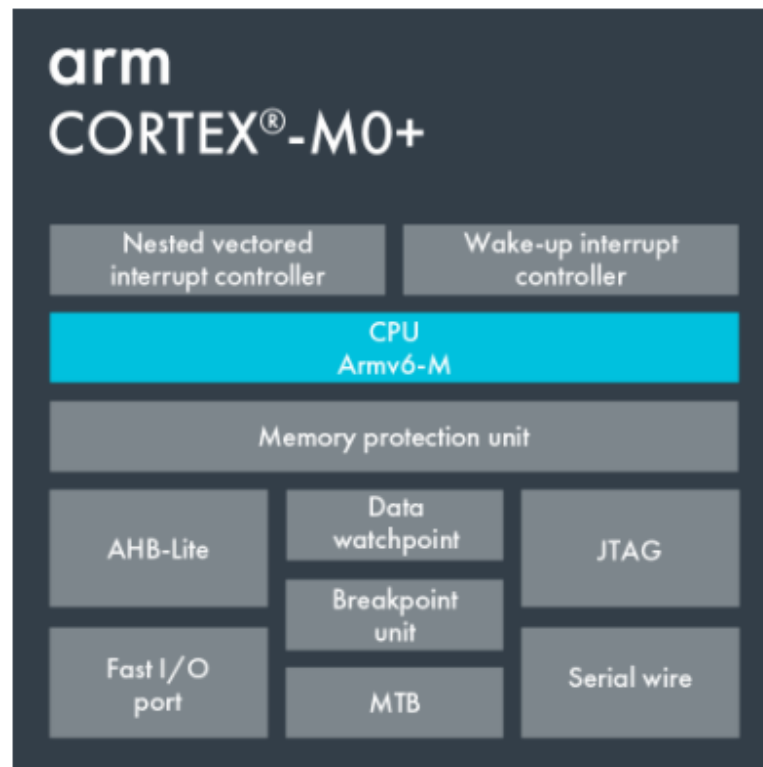 arm
CORTEX®-M0+
Nested vectored
interrupt controller
Wake-up interrupt
controller
CPU
Armv6-M
Memory protection unit
AHB-Lite
Data
watchpoint
JTAG
Breakpoint
unit
Fast I/O
port
MTB
Serial wire